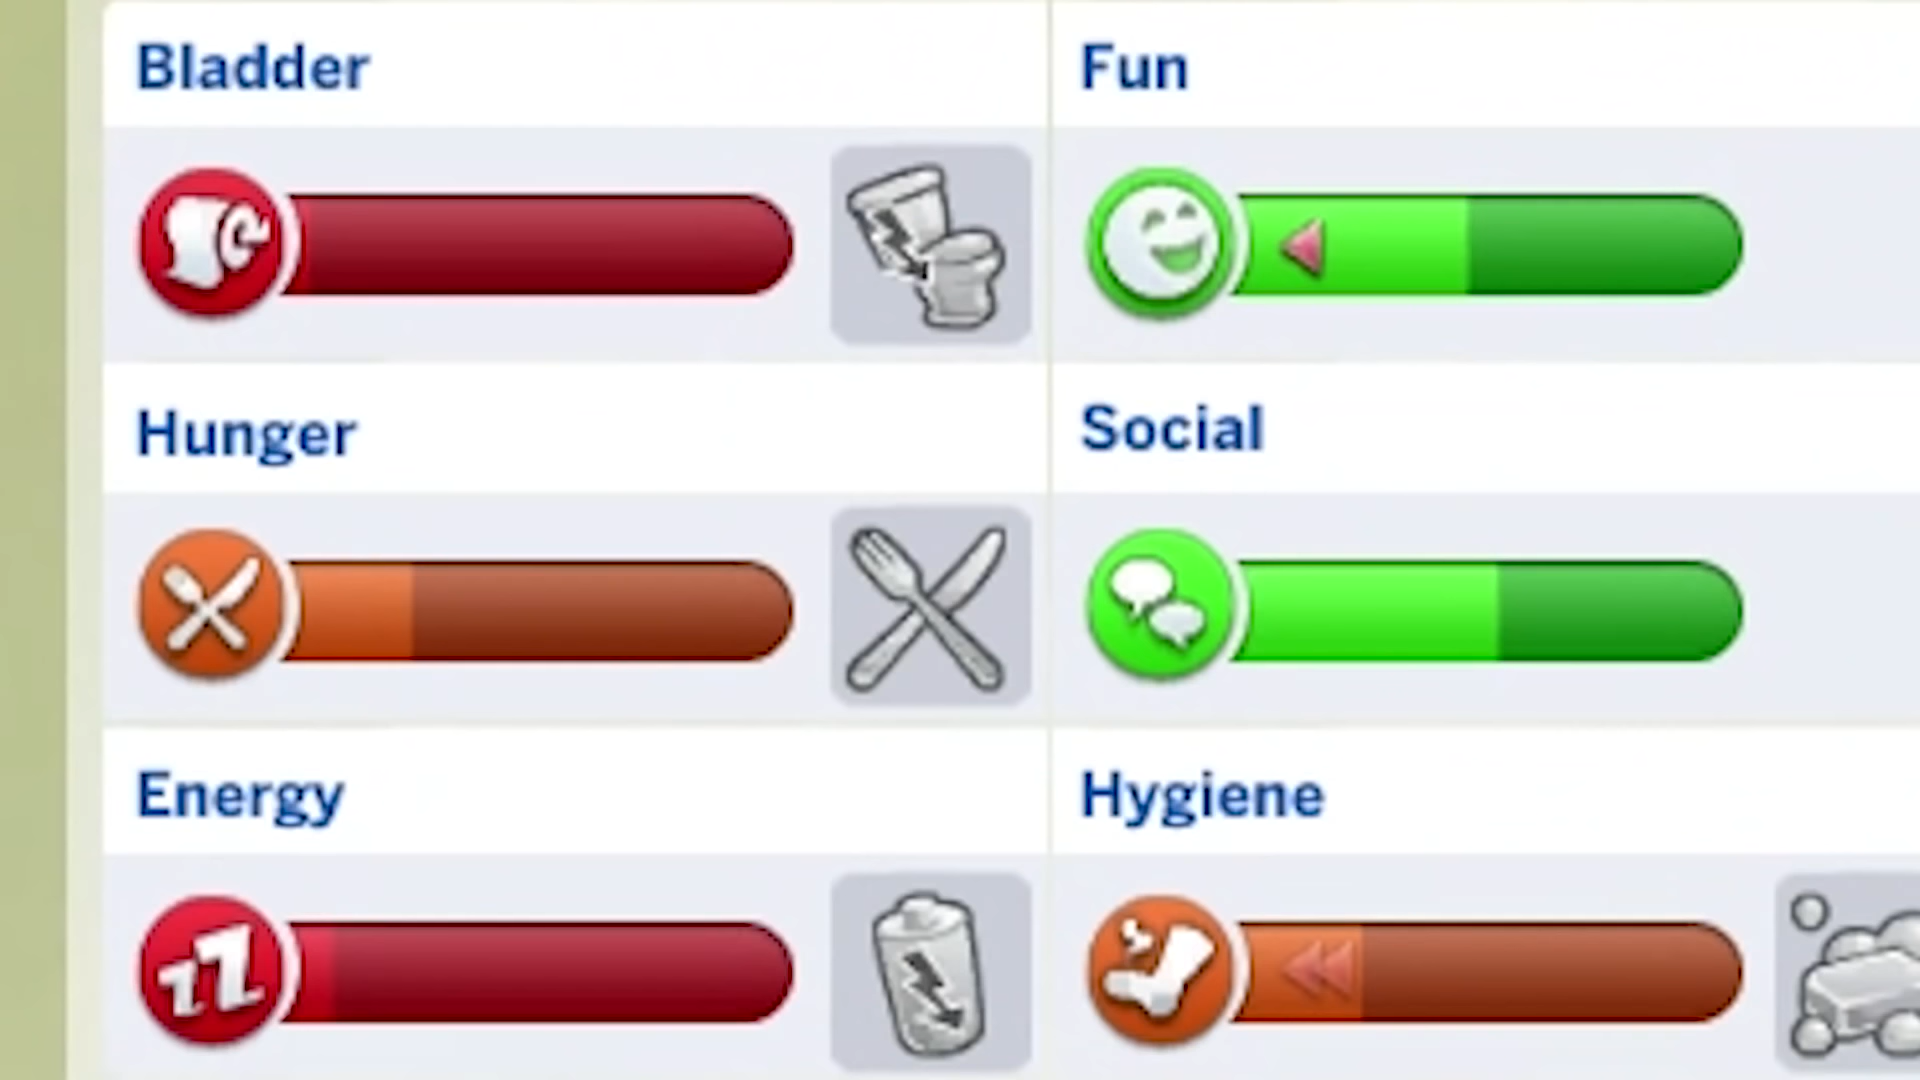 Bladder
Fun
Hunger
Social
Energy
Hygiene